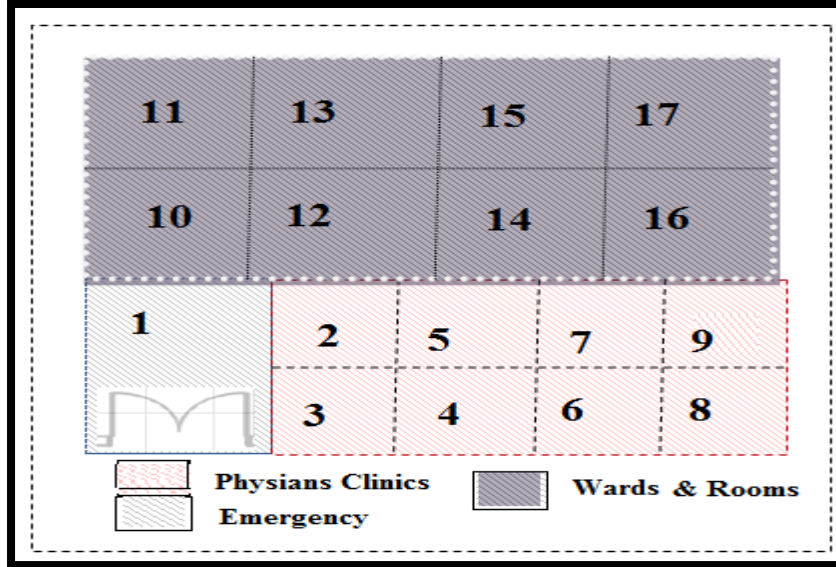 11 13 15 17
10 12 14 16
1 2 5 7 9
3 4 6 8
Physians Clinics
Wards & Rooms
Emergency